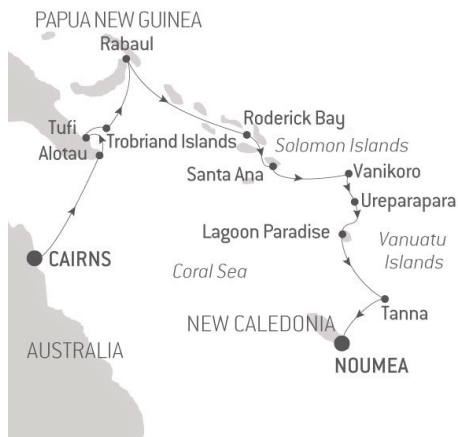 PAPUA NEW GUINEA
Rabaul
Roderick Bay
Tufi
Trobriand Islands
Solomon Islands
Alotau
Santa Ana
Vanikoro
Ureparapara
Lagoon Paradise
Vanuatu
Islands
CAIRNS
Coral Sea
Tanna
NEW CALEDONIA
AUSTRALIA
NOUMEA